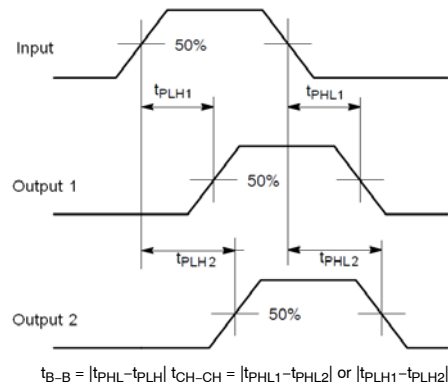 Input
50%
tPLH1
tPHL1
Output 1
50%
tPLH2
tPHL2
Output 2
50%
tB–B = |tPHL–tPLH| tCH–CH = |tPHL1–tPHL2| or |tPLH1–tPLH2|